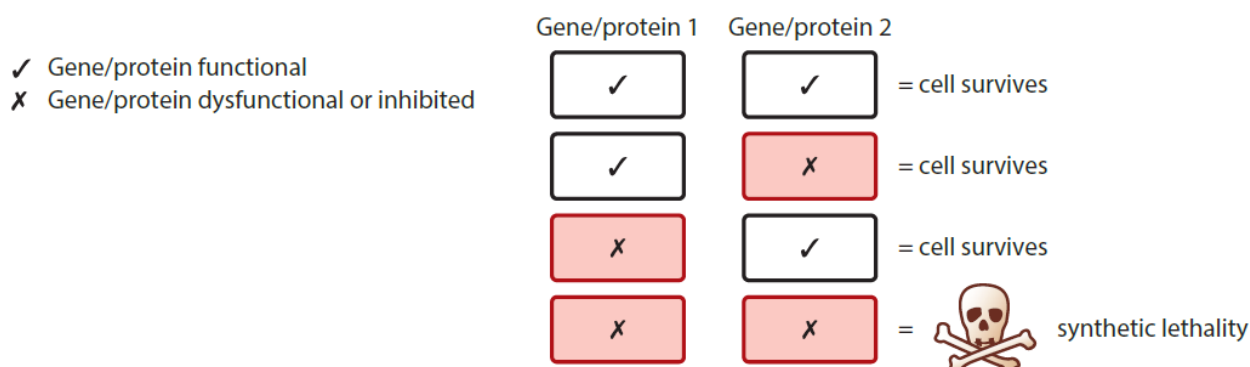 Gene/protein 1 Gene/protein 2
✓ Gene/protein functional
✗ Gene/protein dysfunctional or inhibited
✓ ✓ = cell survives
✓ ✗ = cell survives
✗ ✓ = cell survives
✗ ✗ = synthetic lethality